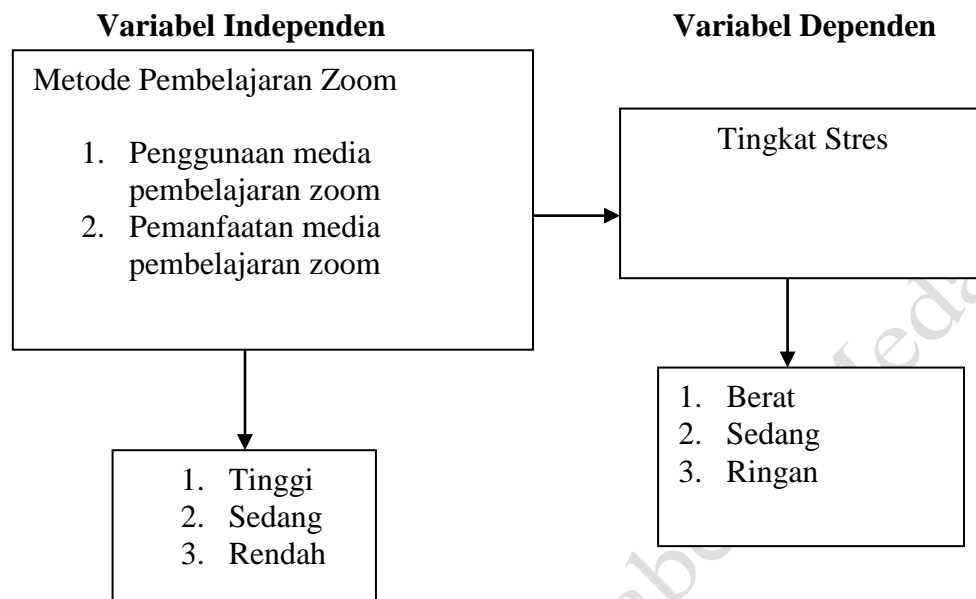 Variabel Independen
Variabel Dependen
Metode Pembelajaran Zoom
1. Penggunaan media
pembelajaran zoom
2. Pemanfaatan media
pembelajaran zoom
Tingkat Stres
1. Tinggi
2. Sedang
3. Rendah
1. Berat
2. Sedang
3. Ringan